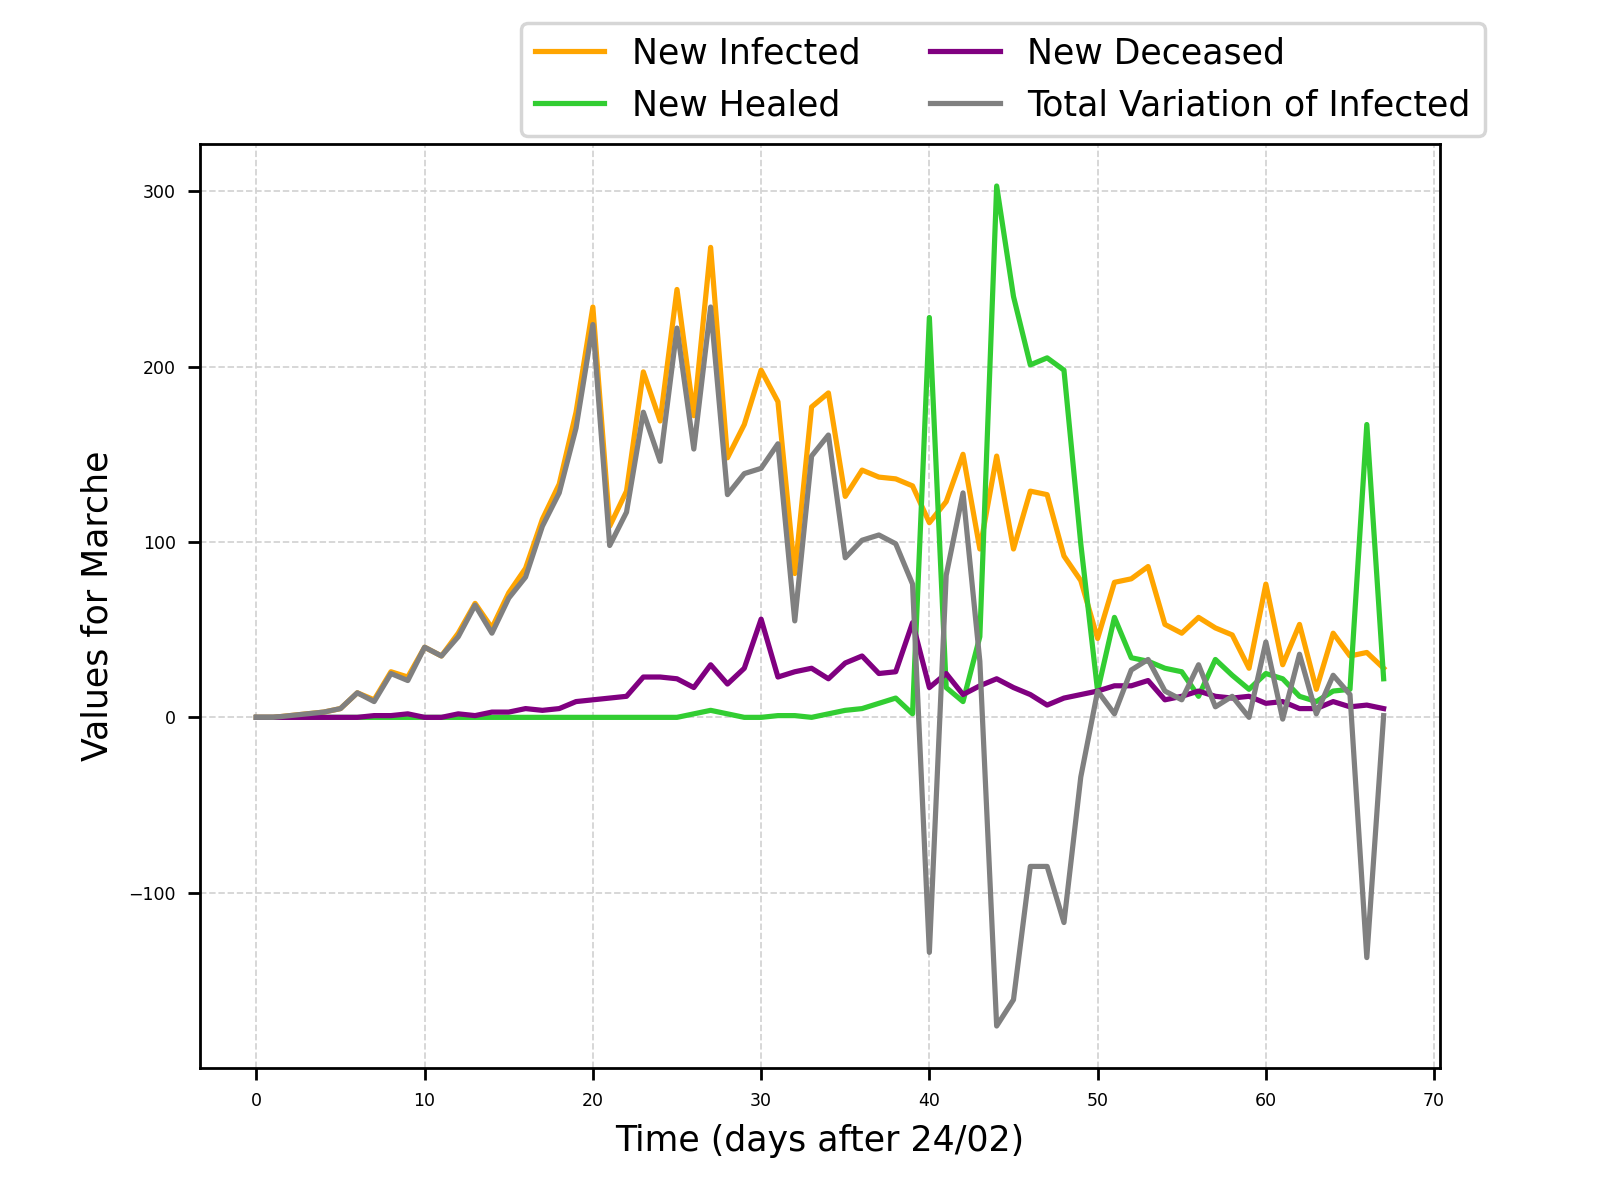 New Infected
New Healed
New Deceased
Total Variation of Infected
Values for Marche
300
200
100
0
−100
0 10 20 30 40 50 60 70
Time (days after 24/02)